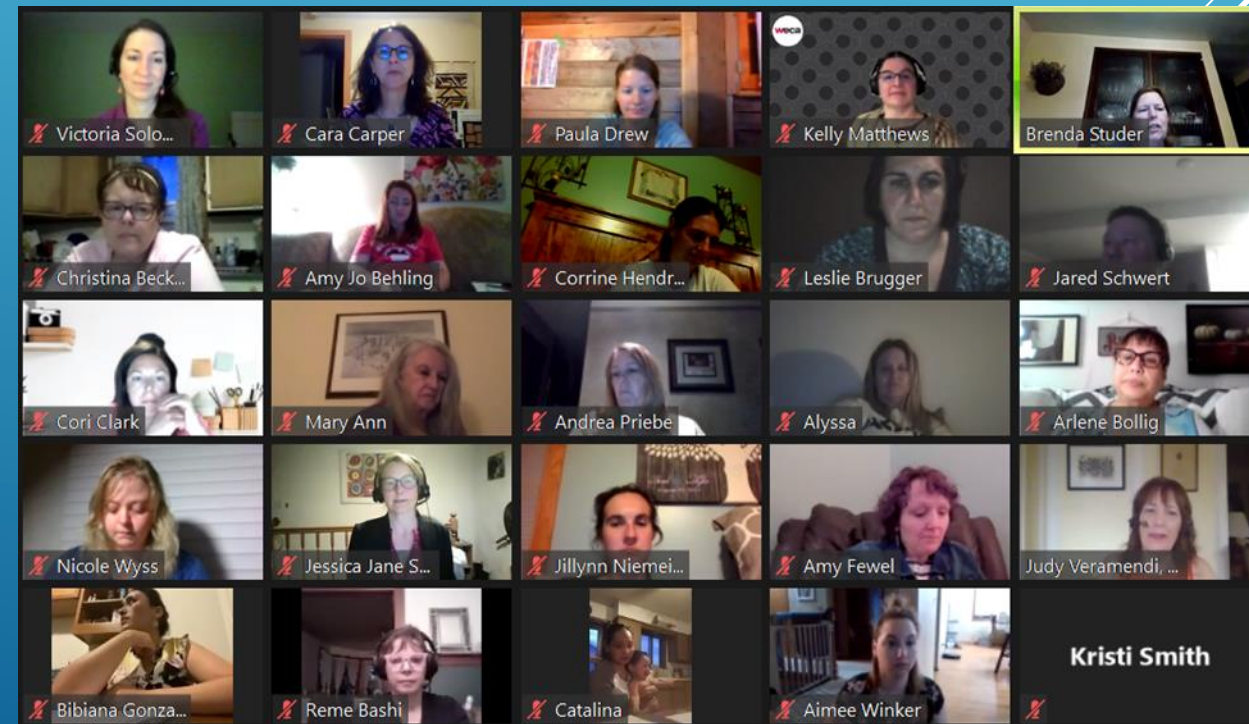 Victoria Solo...
Cara Carper
Paula Drew
weca
Kelly Matthews
Brenda Studer
Christina Beck...
Amy Jo Behling
Corrine Hendr...
Leslie Brugger
Jared Schwert
Cori Clark
Mary Ann
Andrea Priebe
Alyssa
Arlene Bollig
Nicole Wyss
Jessica Jane S...
Jillynn Niemei...
Amy Fewel
Judy Veramendi, ...
Bibiana Gonza...
Reme Bashi
Catalina
Aimee Winker
Kristi Smith